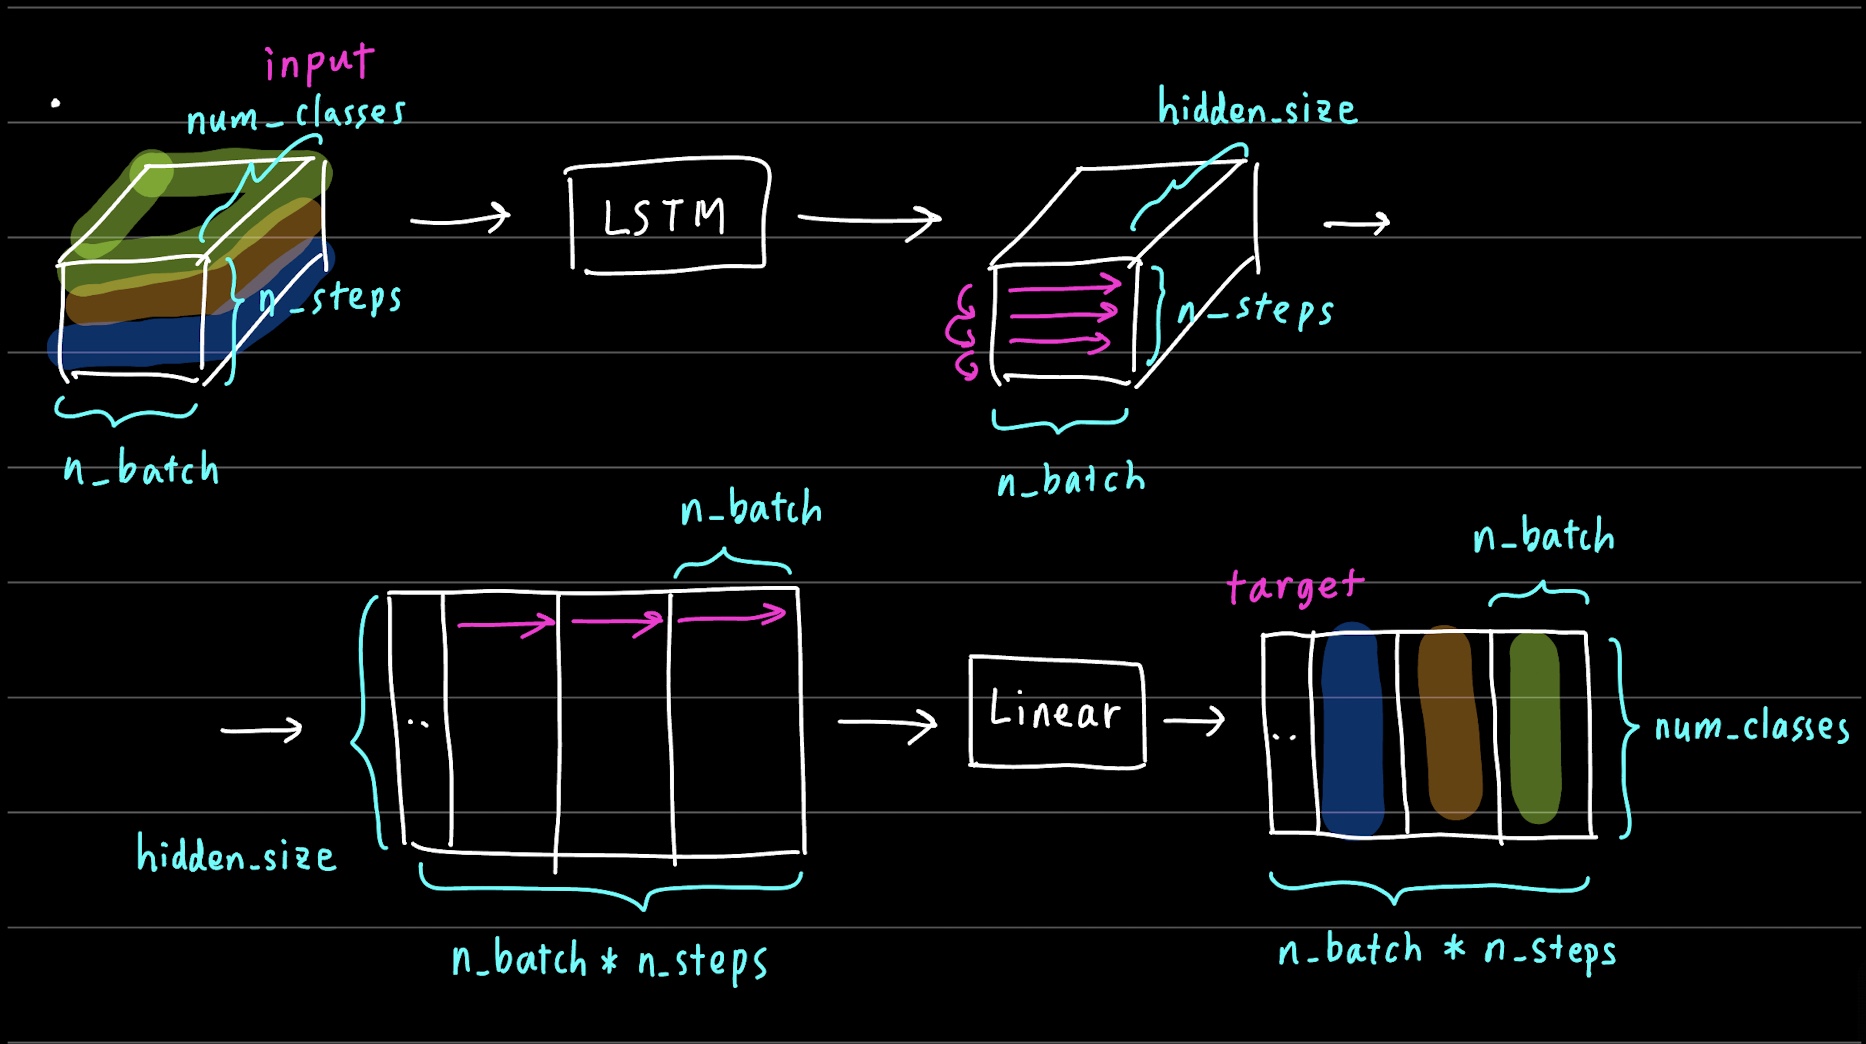 input
num_classes
n_steps
n_batch
LSTM
hidden_size
n_steps
n_batch
n_batch
hidden_size
..
n_batch * n_steps
Linear
target
n_batch
..
num_classes
n_batch * n_steps